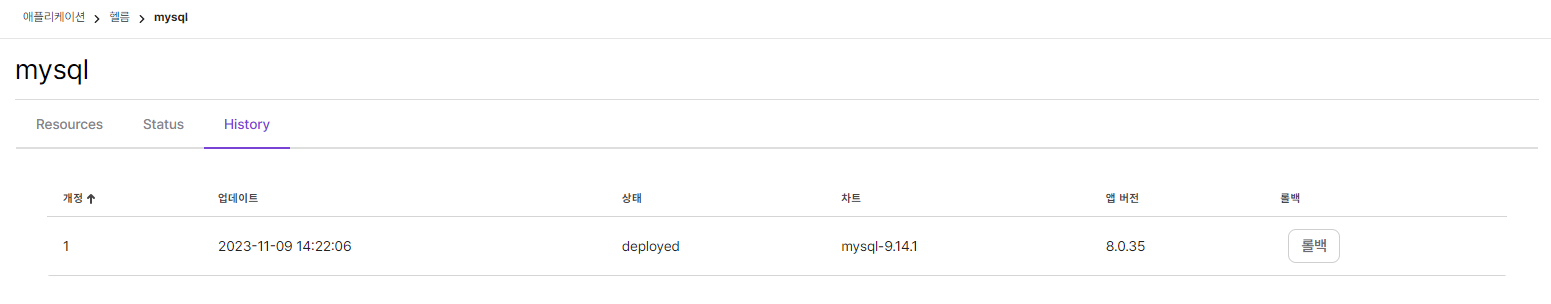 애플리케이션 > 헬름 > mysql
mysql
Resources Status History
개정 업데이트 상태 차트 앱 버전 롤백
1 2023-11-09 14:22:06 deployed mysql-9.14.1 8.0.35 롤백